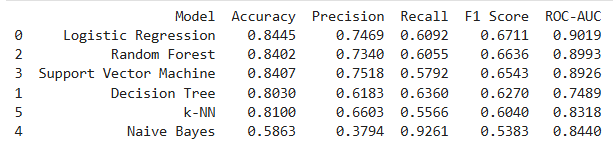 Model Accuracy Precision Recall F1 Score ROC-AUC
0 Logistic Regression 0.8445 0.7469 0.6092 0.6711 0.9019
2 Random Forest 0.8402 0.7340 0.6055 0.6636 0.8993
3 Support Vector Machine 0.8407 0.7518 0.5792 0.6543 0.8926
1 Decision Tree 0.8030 0.6183 0.6360 0.6270 0.7489
5 k-NN 0.8100 0.6603 0.5566 0.6040 0.8318
4 Naive Bayes 0.5863 0.3794 0.9261 0.5383 0.8440